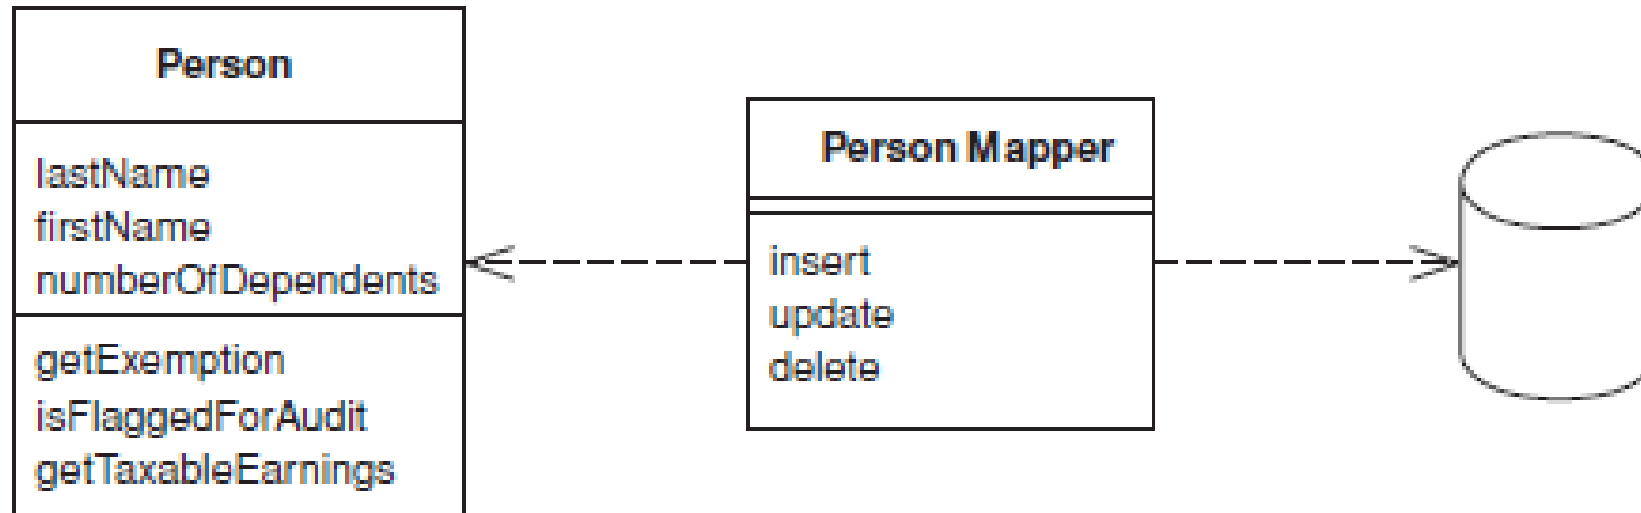 Person
lastName
firstName
numberOfDependents
getExemption
isFlaggedForAudit
getTaxableEarnings
Person Mapper
insert
update
delete